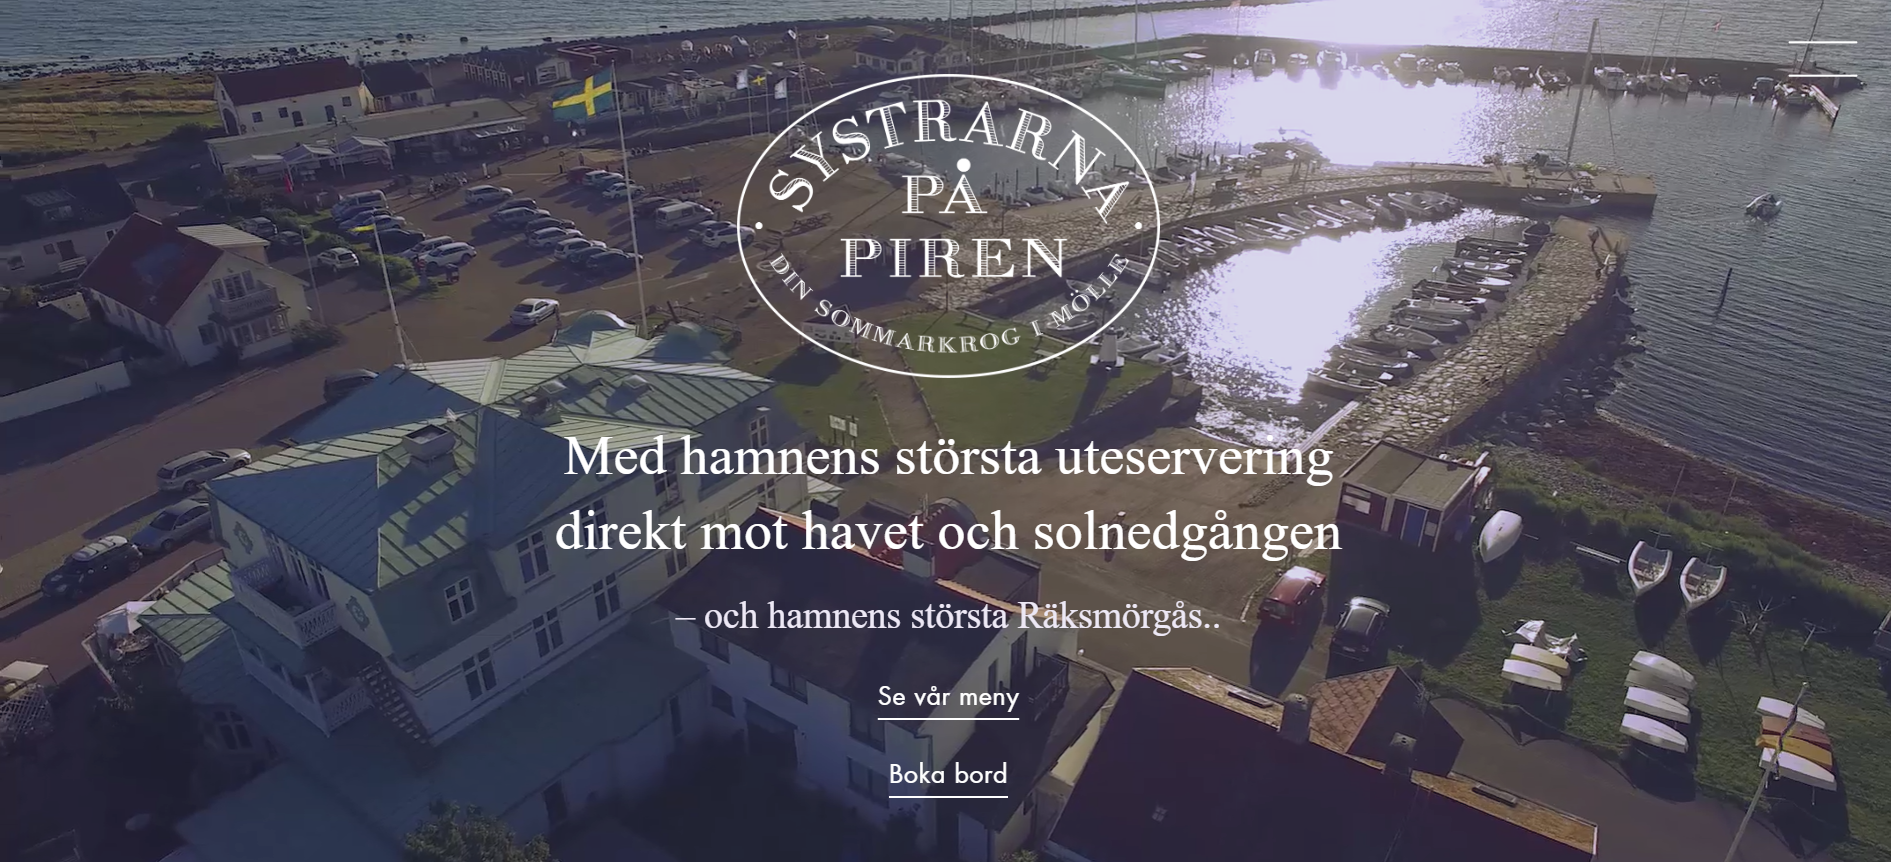 SYSTRARNA
PÅ
PIREN
DIN SOMMARKROG I MÖLLE
Med hamnens största uteservering
direkt mot havet och solnedgången
– och hamnens största Räksmörgås..
Se vår meny
Boka bord